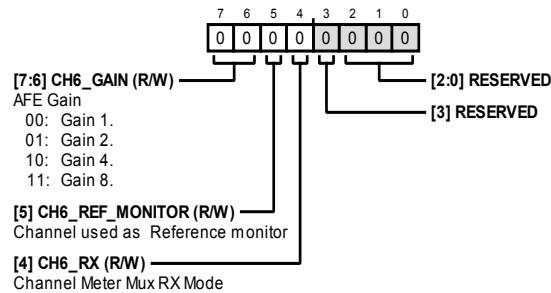 7 6 5 4 3 2 1 0
0 0 0 0 0 0 0 0
[7:6] CH6_GAIN (R/W)
AFE Gain
00: Gain 1.
01: Gain 2.
10: Gain 4.
11: Gain 8.
[5] CH6_REF_MONITOR (R/W)
Channel used as Reference monitor
[4] CH6_RX (R/W)
Channel Meter Mux RX Mode
[2:0] RESERVED
[3] RESERVED